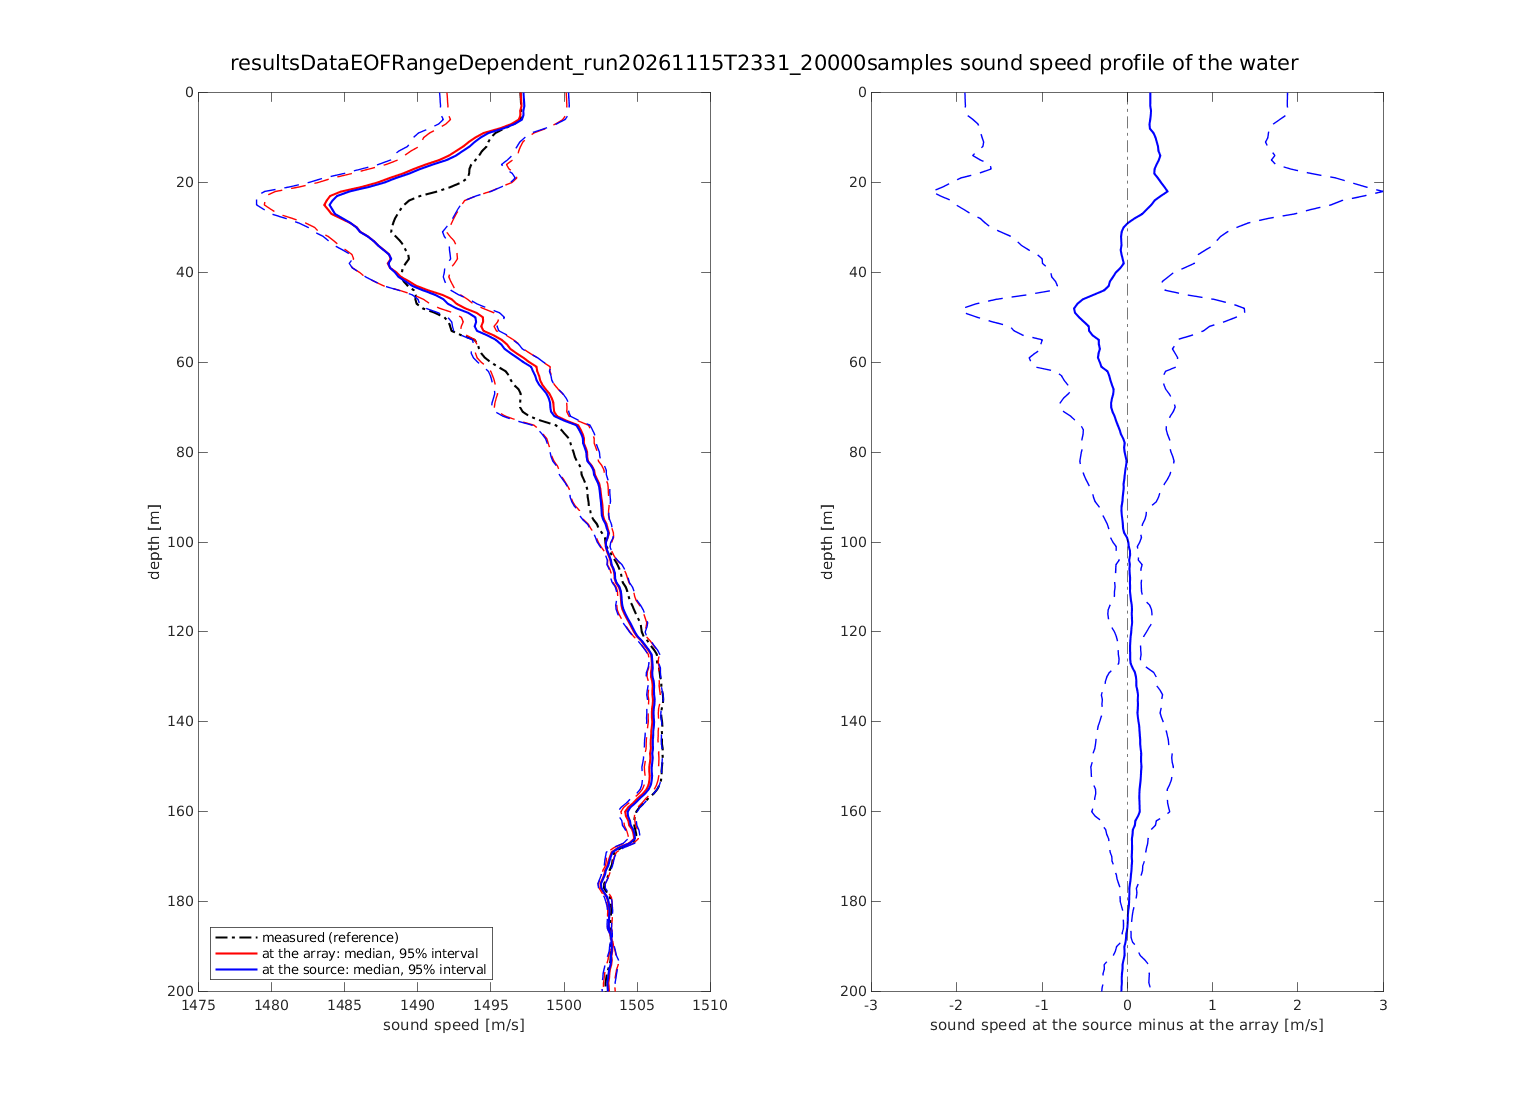 resultsDataEOFRangeDependent_run20261115T2331_20000samples sound speed profile of the water
0
20
40
60
80
100
120
140
160
180
200
depth [m]
1475 1480 1485 1490 1495 1500 1505 1510
sound speed [m/s]
measured (reference)
at the array: median, 95% interval
at the source: median, 95% interval
0
20
40
60
80
100
120
140
160
180
200
depth [m]
-3 -2 -1 0 1 2 3
sound speed at the source minus at the array [m/s]